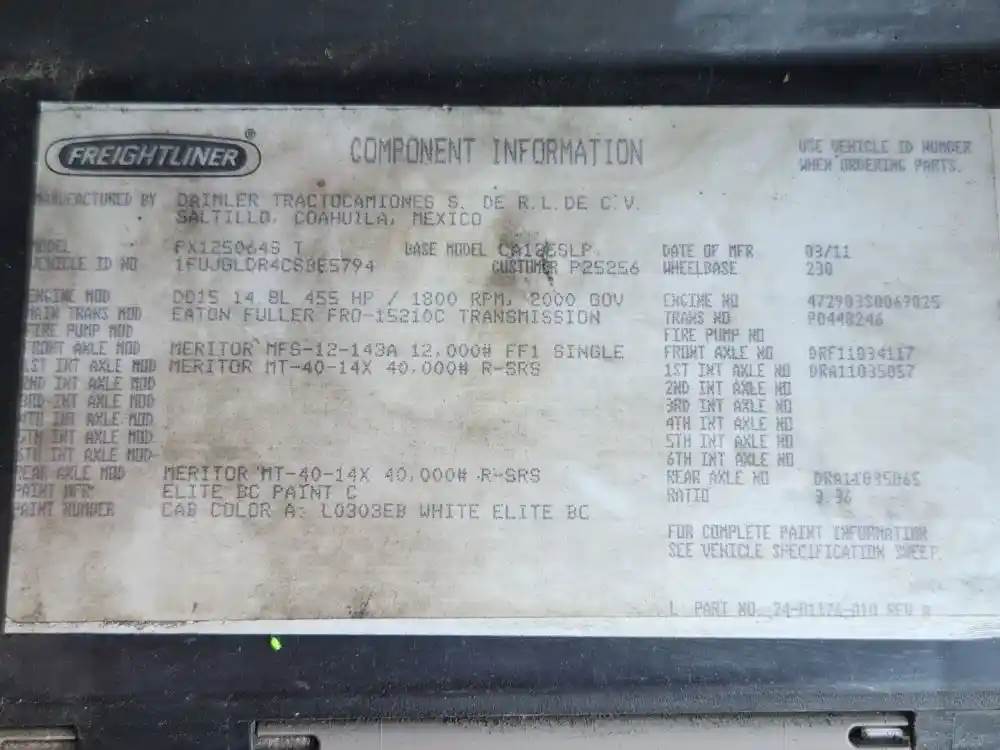 FREIGHTLINER ®
COMPONENT INFORMATION
USE VEHICLE ID NUMBER
WHEN ORDERING PARTS.
MANUFACTURED BY DAIMLER TRACTOCAMIONES S. DE R.L.DE C.V.
SALTILLO, COAHUILA, MEXICO
MODEL PX125064S T BASE MODEL DATE OF MFR 03/11
VEHICLE ID NO CUSTOMER P25256 WHEELBASE 230
ENGINE MOD DD15 14.8L 455 HP / 1800 RPM, 2000 GOV ENGINE NO 472903S0069025
MAIN TRANS MOD EATON FULLER FRO-15210C TRANSMISSION TRANS NO P0448246
FIRE PUMP MOD FIRE PUMP NO
FRONT AXLE MOD MERITOR MFS-12-143A 12,000# FF1 SINGLE FRONT AXLE NO DRF11034117
1ST INT AXLE MOD MERITOR MT-40-14X 40,000# R-SRS 1ST INT AXLE NO DRA11035057
2ND INT AXLE MOD 2ND INT AXLE NO
3RD INT AXLE MOD 3RD INT AXLE NO
4TH INT AXLE MOD 4TH INT AXLE NO
5TH INT AXLE MOD 5TH INT AXLE NO
6TH INT AXLE MOD 6TH INT AXLE NO
REAR AXLE MOD MERITOR MT-40-14X 40,000# R-SRS REAR AXLE NO DRA11035065
PAINT MFR ELITE BC PAINT C RATIO
PAINT NUMBER CAB COLOR A: L0303EB WHITE ELITE BC
FOR COMPLETE PAINT INFORMATION
SEE VEHICLE SPECIFICATION SHEET.
PART NO. 24-01174-010 REV